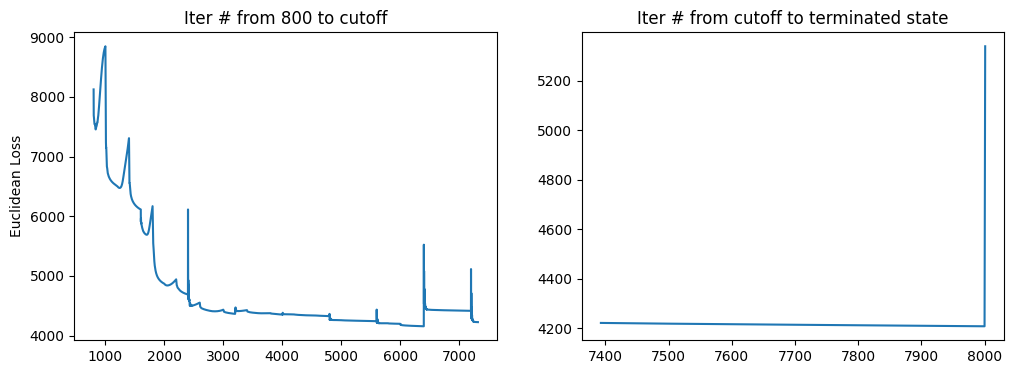 Iter # from 800 to cutoff
Euclidean Loss
9000
8000
7000
6000
5000
4000
1000 2000 3000 4000 5000 6000 7000
Iter # from cutoff to terminated state
5200
5000
4800
4600
4400
4200
7400 7500 7600 7700 7800 7900 8000